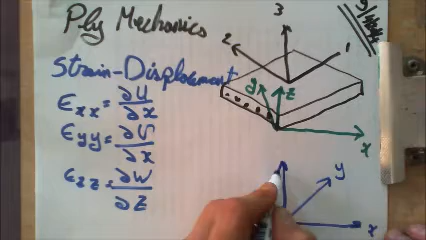 Ply Mechanics
Strain-Displacement
εxx = ∂U/∂x
εyy = ∂V/∂x
εzz = ∂W/∂z
3
2
1
y
z
x
y
x